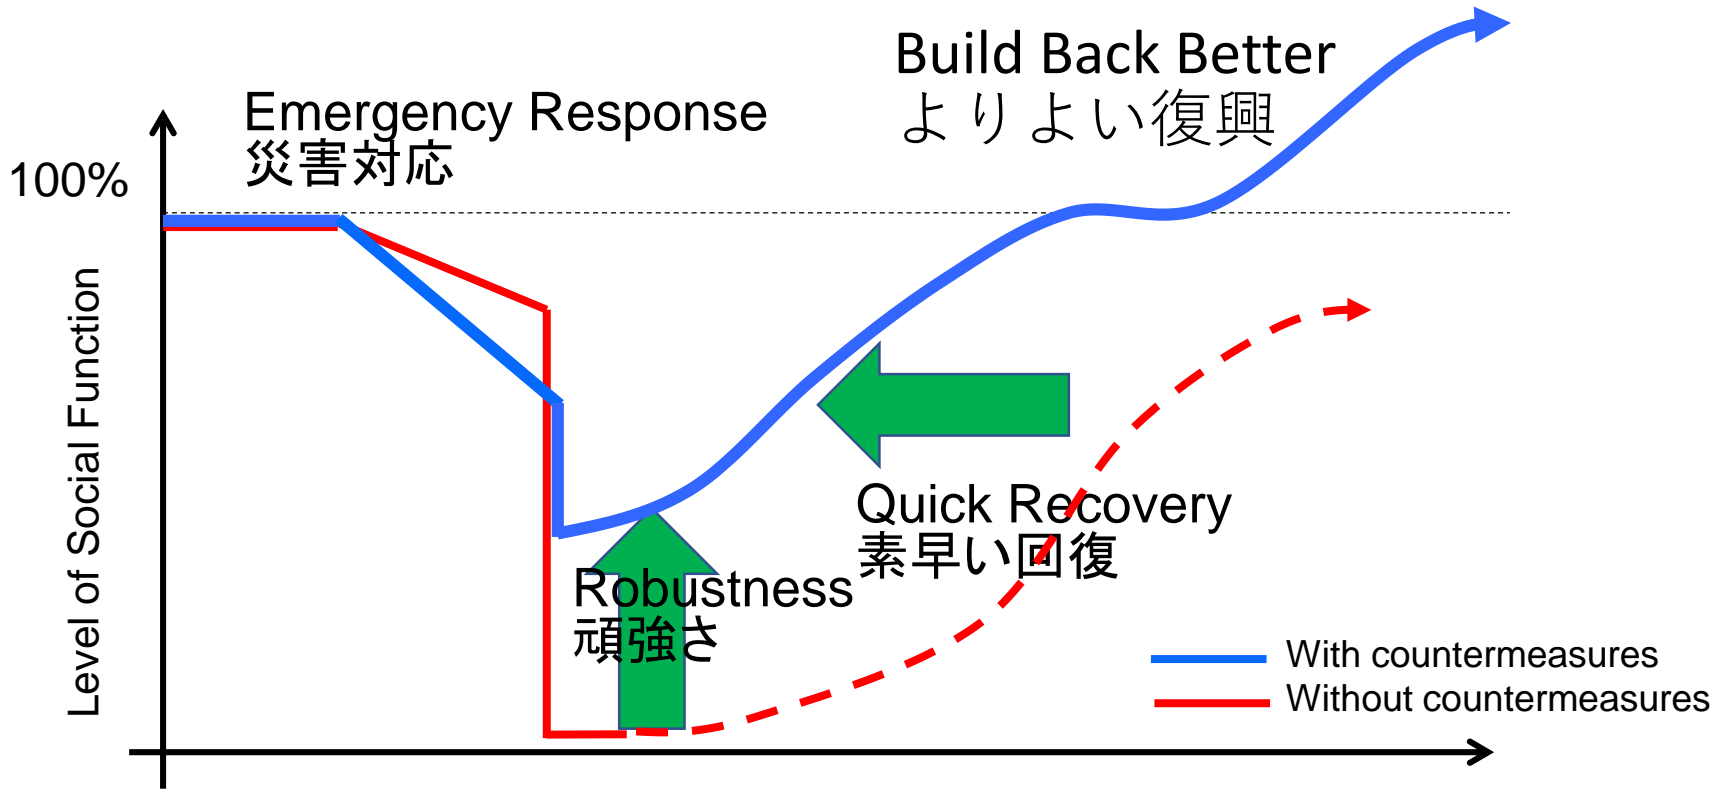 Build Back Better
よりよい復興
Emergency Response
災害対応
100%
Level of Social Function
Quick Recovery
素早い回復
Robustness
頑強さ
With countermeasures
Without countermeasures